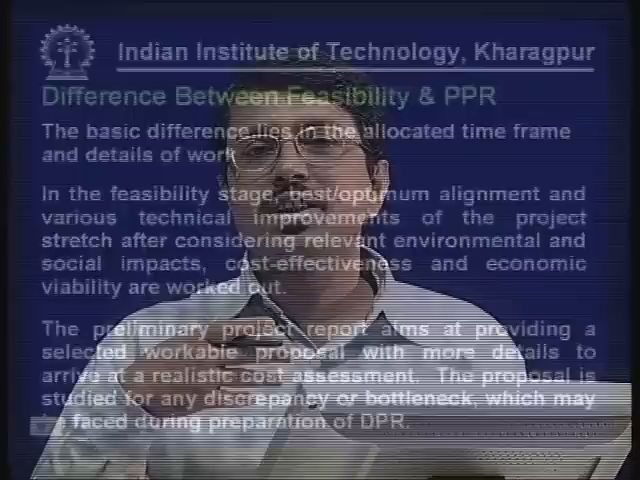 Indian Institute of Technology, Kharagpur
Difference Between Feasibility & PPR
The basic difference lies in the allocated time frame
and details of work
In the feasibility stage, best/optimum alignment and
various technical improvements of the project
stretch after considering relevant environmental and
social impacts, cost-effectiveness and economic
viability are worked out.
The preliminary project report aims at providing a
selected workable proposal with more details to
arrive at a realistic cost assessment. The proposal is
studied for any discrepancy or bottleneck, which may
be faced during preparation of DPR.